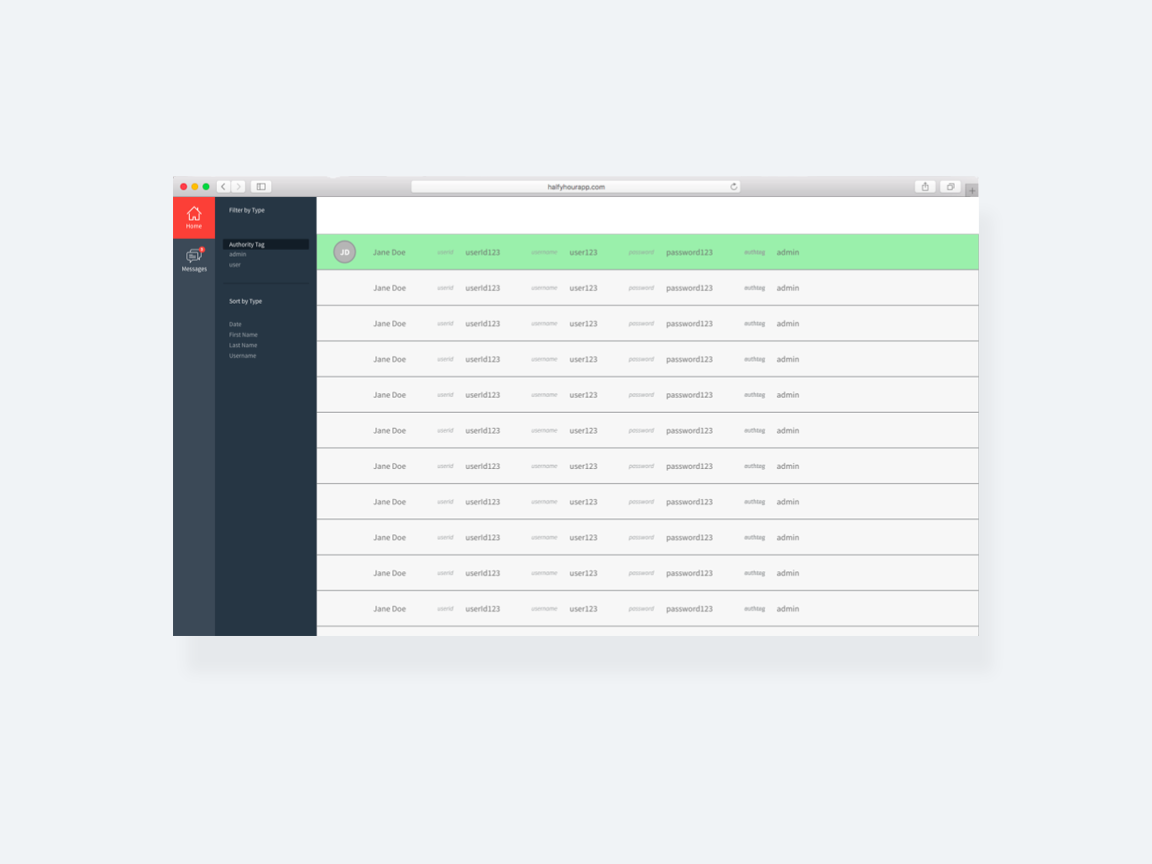 halfyhourapp.com
Home
Messages
Filter by Type
Authority Tag
admin
user
Sort by Type
Date
First Name
Last Name
Username
JD Jane Doe userId userId123 username user123 password password123 authtag admin
Jane Doe userId userId123 username user123 password password123 authtag admin
Jane Doe userId userId123 username user123 password password123 authtag admin
Jane Doe userId userId123 username user123 password password123 authtag admin
Jane Doe userId userId123 username user123 password password123 authtag admin
Jane Doe userId userId123 username user123 password password123 authtag admin
Jane Doe userId userId123 username user123 password password123 authtag admin
Jane Doe userId userId123 username user123 password password123 authtag admin
Jane Doe userId userId123 username user123 password password123 authtag admin
Jane Doe userId userId123 username user123 password password123 authtag admin
Jane Doe userId userId123 username user123 password password123 authtag admin